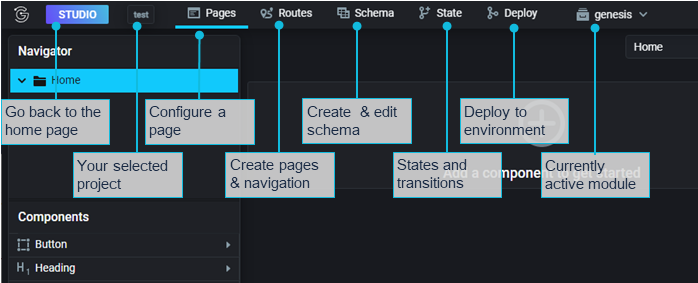 STUDIO test Pages Routes Schema State Deploy genesis
Navigator
Home
Home
Go back to the
home page
Configure a
page
Create & edit
schema
Deploy to
environment
Your selected
project
Create pages
& navigation
States and
transitions
Currently
active module
Add a component to get started
Components
Button
H1 Heading